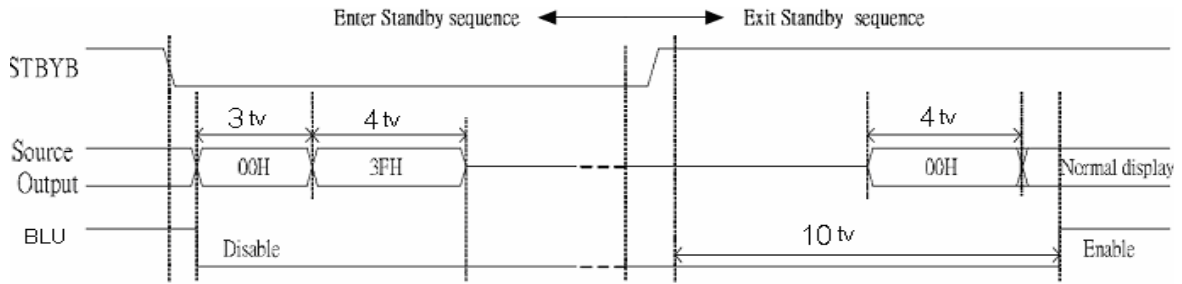 Enter Standby sequence
Exit Standby sequence
STBYB
3 tv
4 tv
4 tv
Source
Output
00H
3FH
00H
Normal display
BLU
Disable
10 tv
Enable